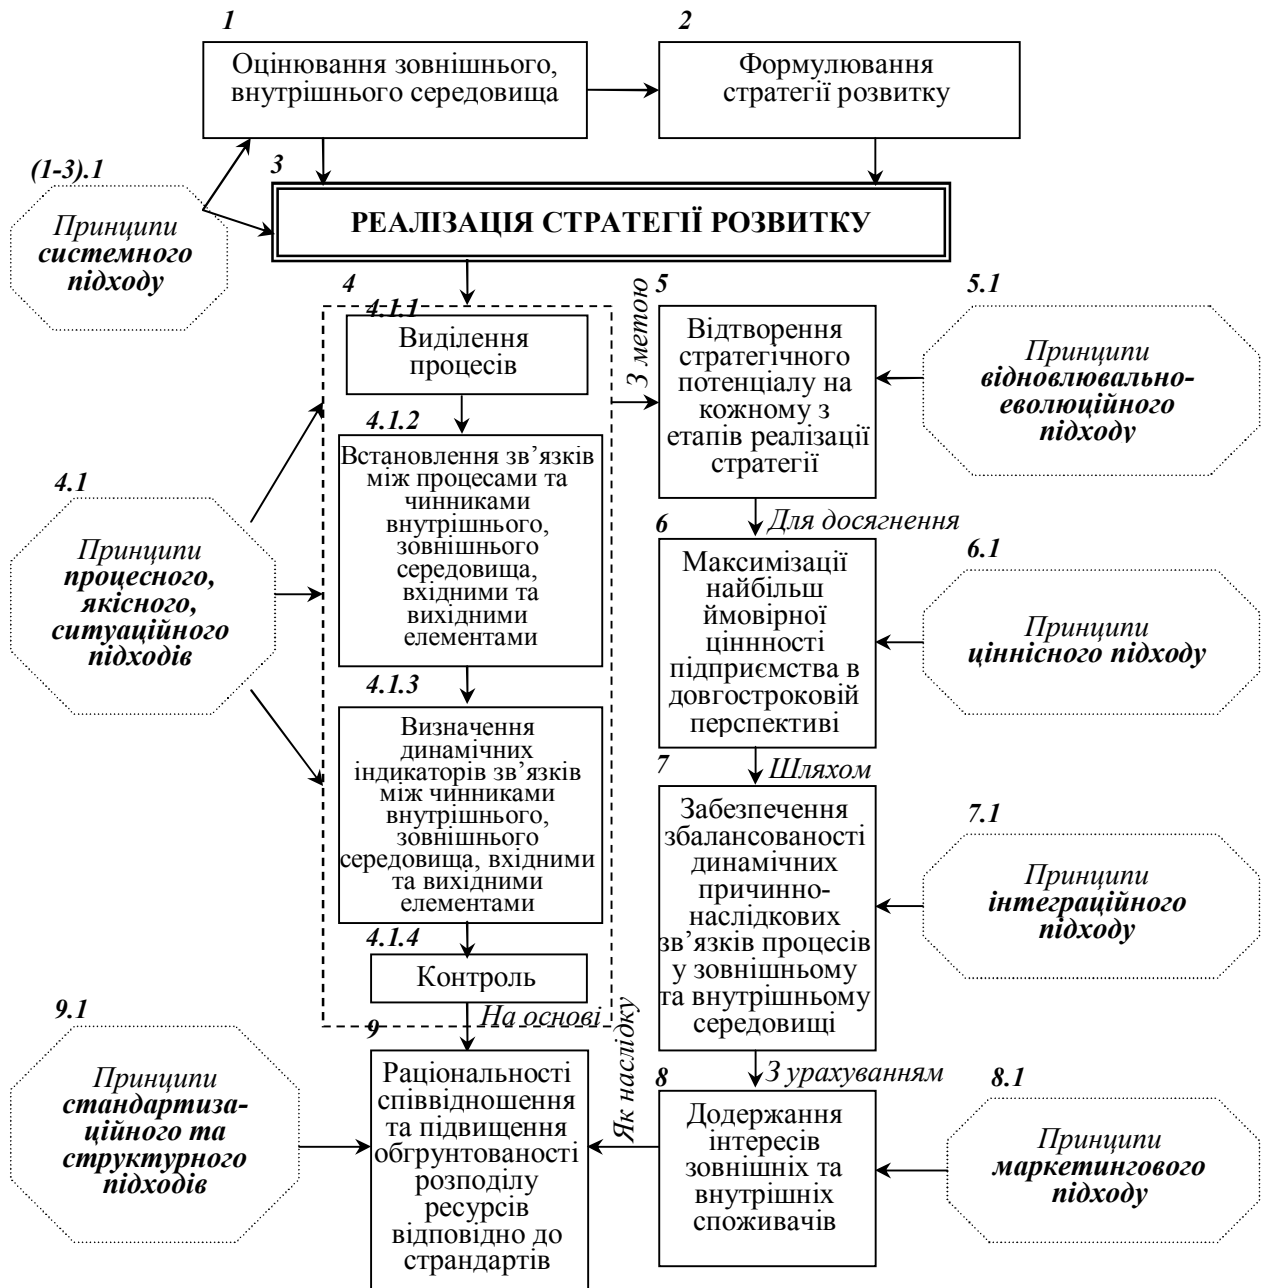 1
Оцінювання зовнішнього,
внутрішнього середовища
2
Формулювання
стратегії розвитку
(1-3).1
Принципи
системного
підходу
3
РЕАЛІЗАЦІЯ СТРАТЕГІЇ РОЗВИТКУ
4
4.1.1
Виділення
процесів
4.1.2
Встановлення зв’язків
між процесами та
чинниками
внутрішнього,
зовнішнього
середовища,
вхідними та
вихідними
елементами
4.1.3
Визначення
динамічних
індикаторів зв’язків
між чинниками
внутрішнього,
зовнішнього
середовища, вхідними
та вихідними
елементами
4.1.4
Контроль
4.1
Принципи
процесного,
якісного,
ситуаційного
підходів
З метою
5
Відтворення
стратегічного
потенціалу на
кожному з
етапів реалізації
стратегії
5.1
Принципи
відновлювально-
еволюційного
підходу
Для досягнення
6
Максимізації
найбільш
ймовірної
ціннності
підприємства в
довгостроковій
перспективі
6.1
Принципи
ціннісного підходу
Шляхом
7
Забезпечення
збалансованості
динамічних
причинно-
наслідкових
зв’язків процесів
у зовнішньому
та внутрішньому
середовищі
7.1
Принципи
інтеграційного
підходу
З урахуванням
8
Додержання
інтересів
зовнішніх та
внутрішніх
споживачів
8.1
Принципи
маркетингового
підходу
Як наслідку
На основі
9
Раціональності
співвідношення
та підвищення
обгрунтованості
розподілу
ресурсів
відповідно до
страндартів
9.1
Принципи
стандартиза-
ційного та
структурного
підходів